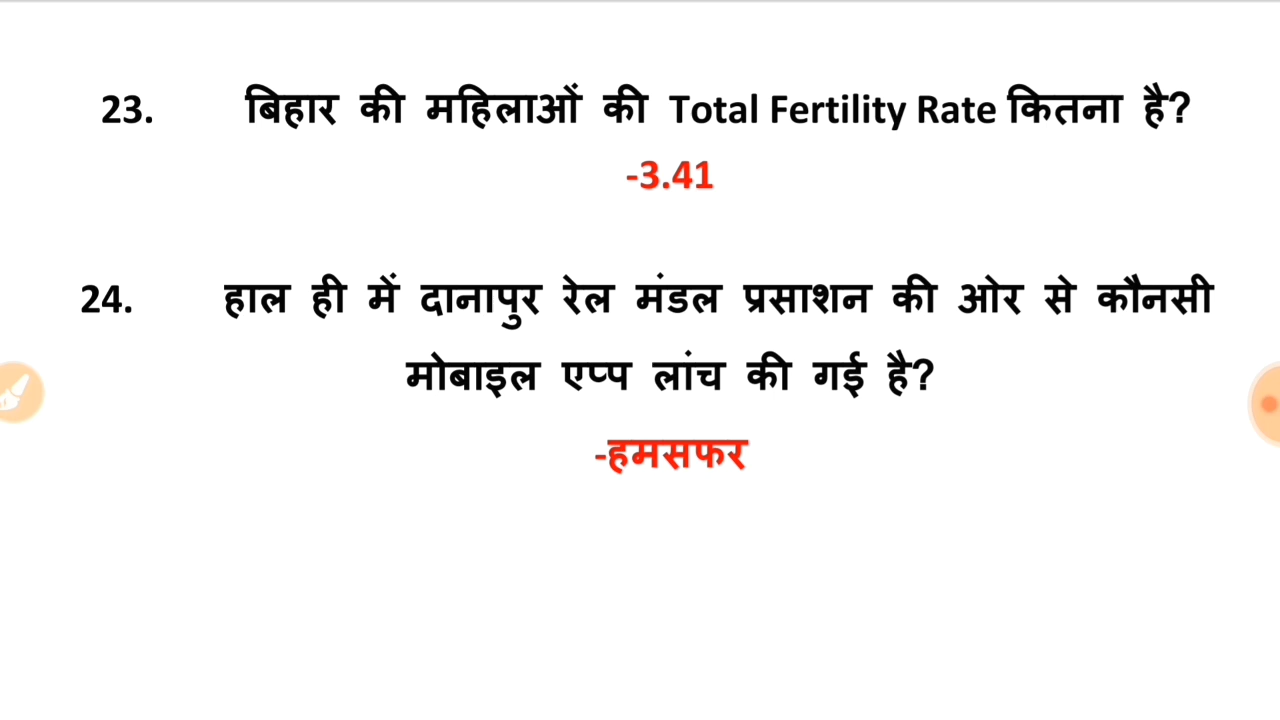 23. बिहार की महिलाओं की Total Fertility Rate कितना है?
-3.41
24. हाल ही में दानापुर रेल मंडल प्रसाशन की ओर से कौनसी
मोबाइल एप्प लांच की गई है?
-हमसफर